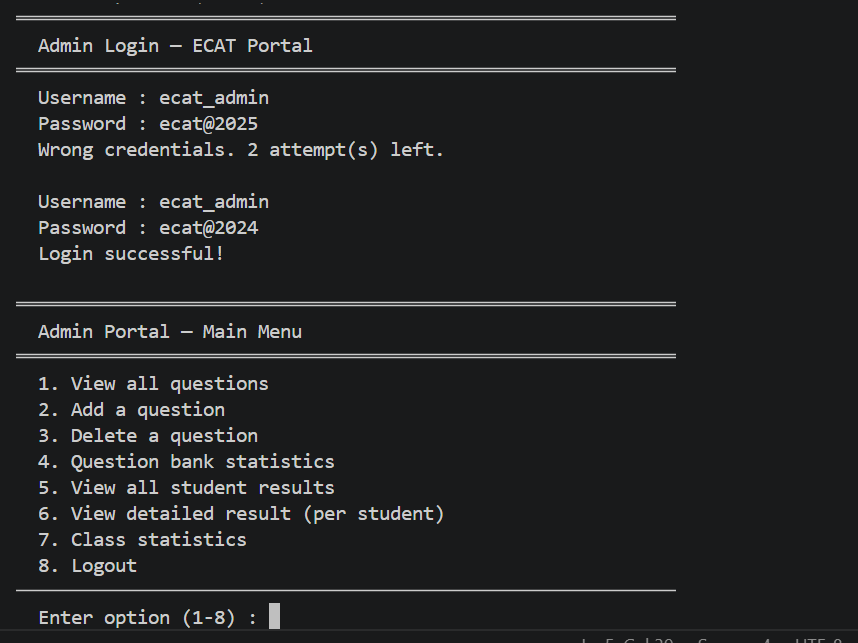 Admin Login — ECAT Portal
Username : ecat_admin
Password : ecat@2025
Wrong credentials. 2 attempt(s) left.
Username : ecat_admin
Password : ecat@2024
Login successful!
Admin Portal — Main Menu
1. View all questions
2. Add a question
3. Delete a question
4. Question bank statistics
5. View all student results
6. View detailed result (per student)
7. Class statistics
8. Logout
Enter option (1-8) :